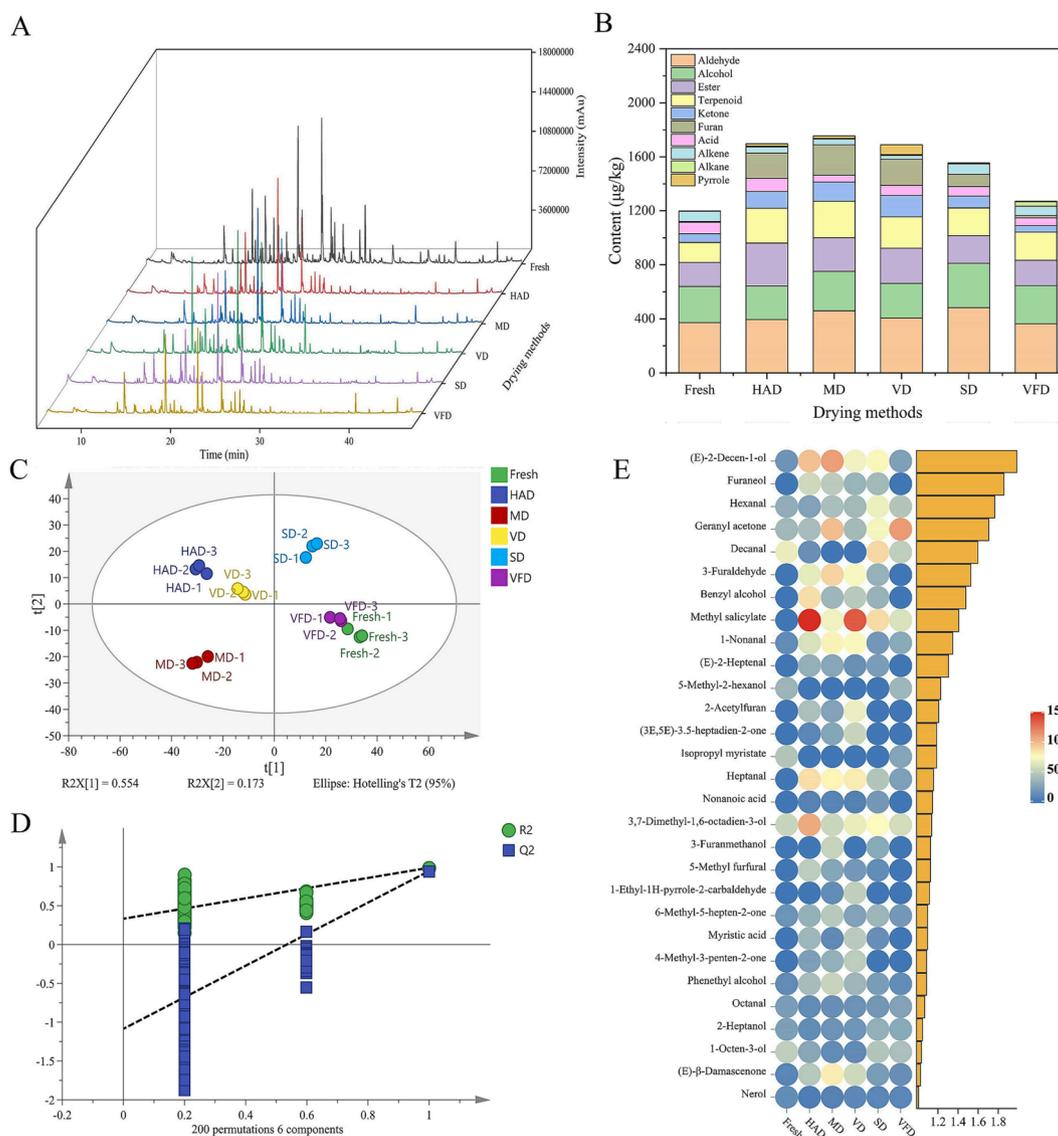 A
18000000
14400000
10800000
7200000
3600000
Intensity (mAu)
Fresh
HAD
MD
VD
SD
VFD
Drying methods
10
20
30
40
Time (min)
B
2400
2000
1600
1200
800
400
0
Content (µg/kg)
Aldehyde
Alcohol
Ester
Terpenoid
Ketone
Furan
Acid
Alkene
Alkane
Pyrrole
Fresh HAD MD VD SD VFD
Drying methods
C
40
30
20
10
0
-10
-20
-30
-40
-50
t[2]
-80 -60 -40 -20 0 20 40 60
t[1]
HAD-3
HAD-2
HAD-1
VD-3
VD-2
VD-1
SD-2
SD-3
SD-1
VFD-3
VFD-1
VFD-2
Fresh-1
Fresh-3
Fresh-2
MD-3
MD-1
MD-2
R2X[1] = 0.554 R2X[2] = 0.173 Ellipse: Hotelling's T2 (95%)
Fresh
HAD
MD
VD
SD
VFD
D
1
0.5
0
-0.5
-1
-1.5
-2
-0.2 0 0.2 0.4 0.6 0.8 1
200 permutations 6 components
R2
Q2
E
(E)-2-Decen-1-ol
Furaneol
Hexanal
Geranyl acetone
Decanal
3-Furaldehyde
Benzyl alcohol
Methyl salicylate
1-Nonanal
(E)-2-Heptenal
5-Methyl-2-hexanol
2-Acetylfuran
(3E,5E)-3.5-heptadien-2-one
Isopropyl myristate
Heptanal
Nonanoic acid
3,7-Dimethyl-1,6-octadien-3-ol
3-Furanmethanol
5-Methyl furfural
1-Ethyl-1H-pyrrole-2-carbaldehyde
6-Methyl-5-hepten-2-one
Myristic acid
4-Methyl-3-penten-2-one
Phenethyl alcohol
Octanal
2-Heptanol
1-Octen-3-ol
(E)-β-Damascenone
Nerol
Fresh HAD MD VD SD VFD
1.2 1.4 1.6 1.8
15
10
50
0